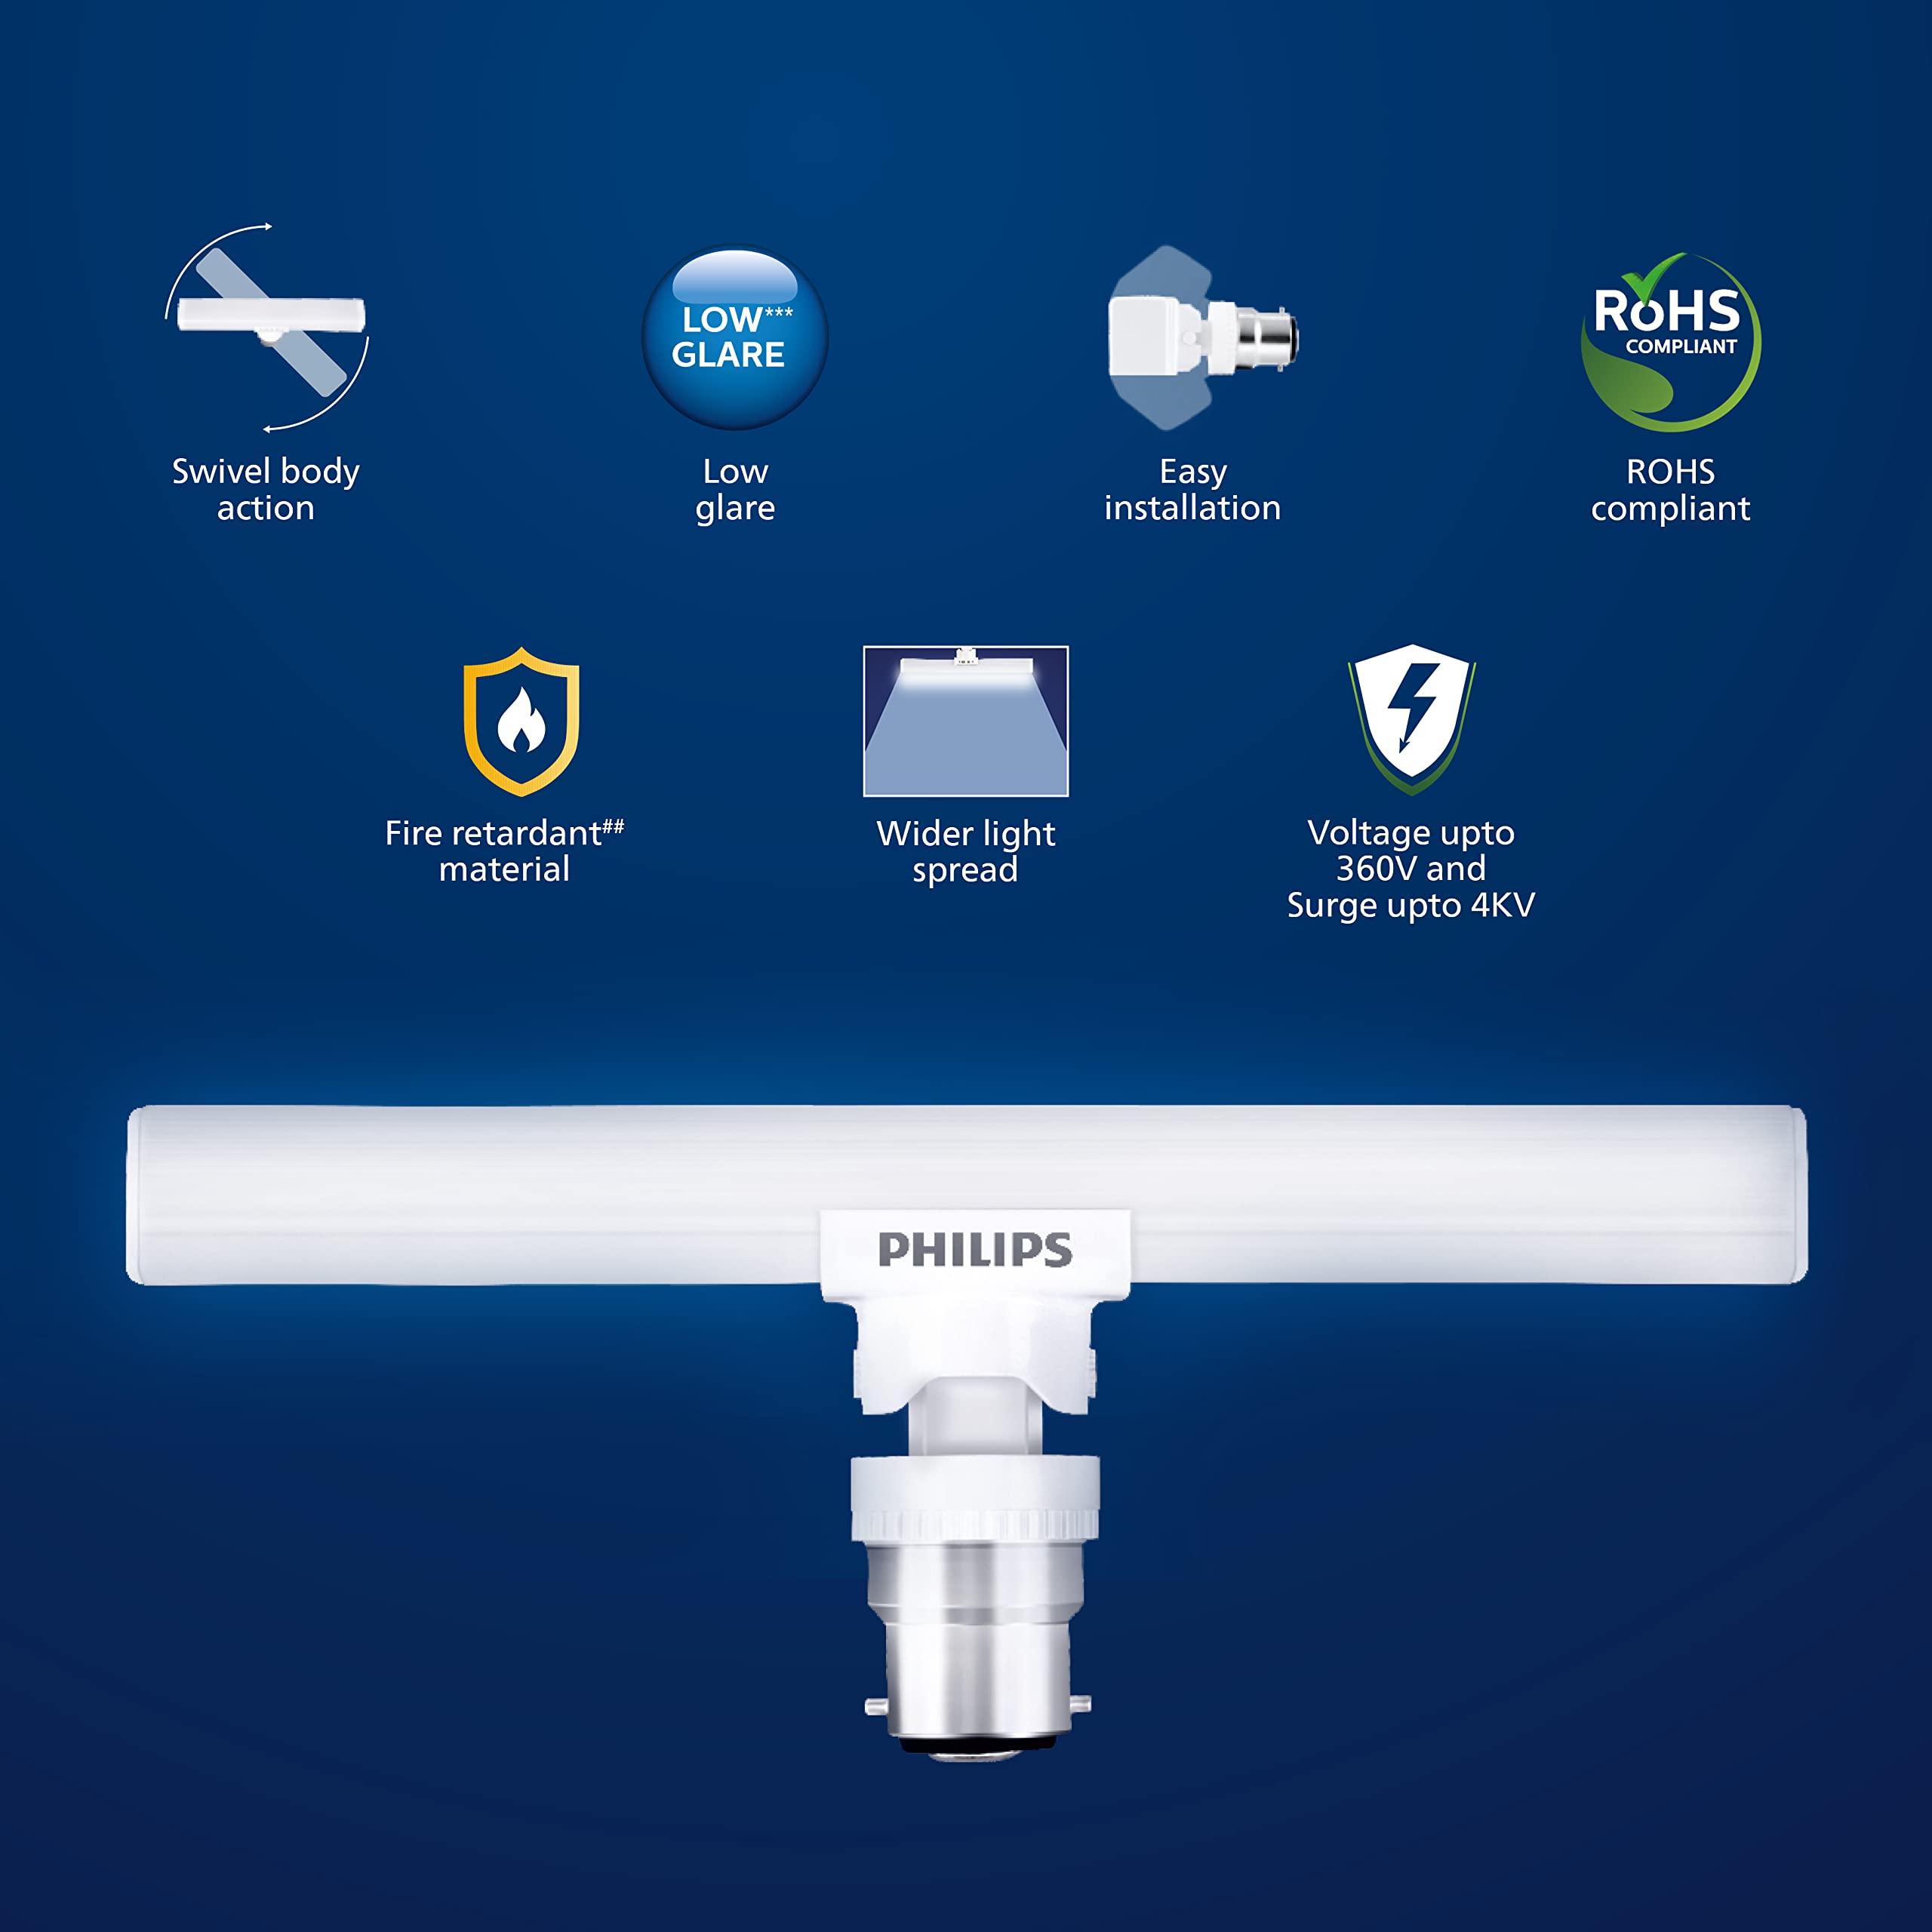 LOW***
GLARE
RoHS
COMPLIANT
Swivel body
action
Low
glare
Easy
installation
ROHS
compliant
Fire retardant##
material
Wider light
spread
Voltage upto
360V and
Surge upto 4KV
PHILIPS